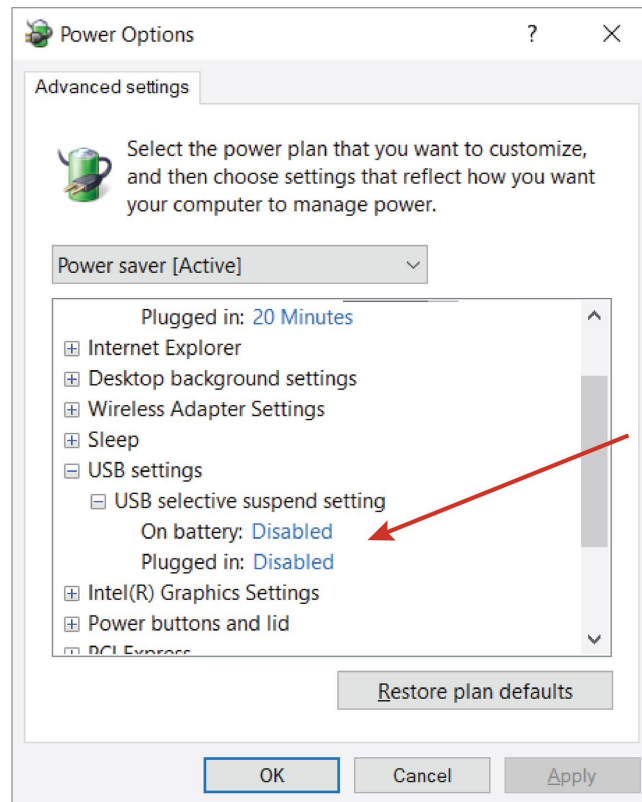 Power Options
?
Advanced settings
Select the power plan that you want to customize,
and then choose settings that reflect how you want
your computer to manage power.
Power saver [Active]
Plugged in: 20 Minutes
Internet Explorer
Desktop background settings
Wireless Adapter Settings
Sleep
USB settings
USB selective suspend setting
On battery: Disabled
Plugged in: Disabled
Intel(R) Graphics Settings
Power buttons and lid
PCI Express
Restore plan defaults
OK
Cancel
Apply